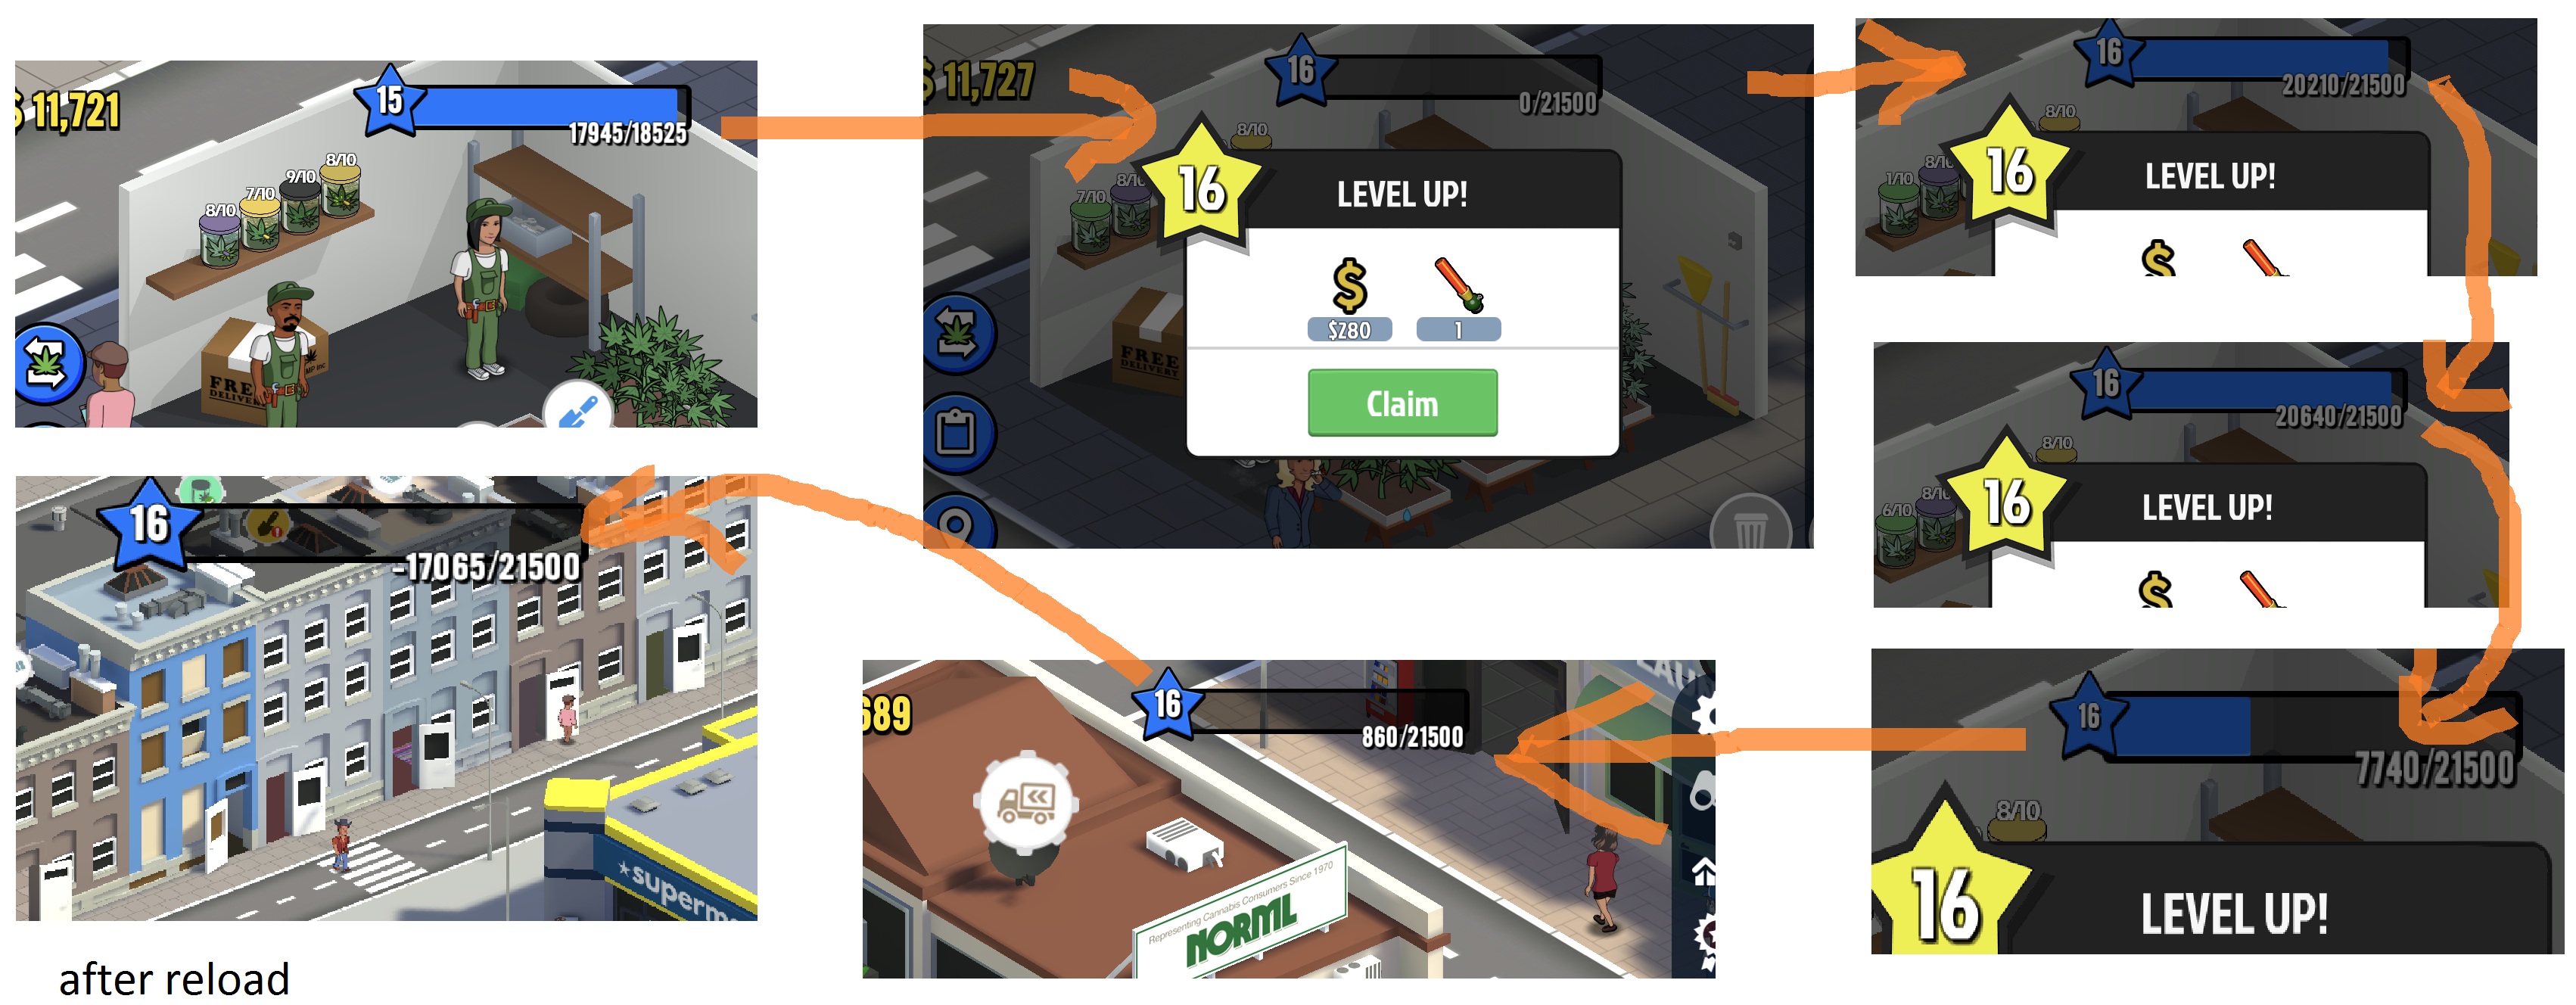 $ 11,721
15
17945/18525
8/10
9/10
7/10
8/10
FREE
DELIVERY
$ 11,727
16
0/21500
8/10
8/10
7/10
16
LEVEL UP!
$280
1
Claim
FREE
DELIVERY
16
20210/21500
8/10
8/10
1/10
16
LEVEL UP!
16
20640/21500
8/10
8/10
6/10
16
LEVEL UP!
16
7740/21500
8/10
16
LEVEL UP!
689
16
860/21500
Representing Cannabis Consumers Since 1970
NORML
16
-17065/21500
superm
after reload